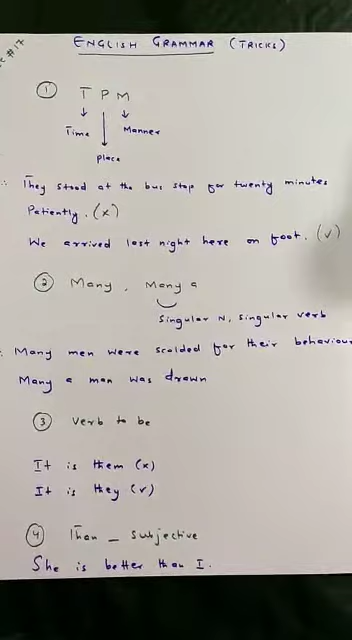 #17
ENGLISH GRAMMAR (TRICKS)
① T P M
Time Manner
Place
They stood at the bus stop for twenty minutes
Patiently. (x)
We arrived last night here on foot. (✓)
② Many, Many a
Singular N, singular verb
Many men were scolded for their behaviour
Many a man was drawn
③ Verb to be
It is them (x)
It is they (✓)
④ Than _ subjective
She is better than I.